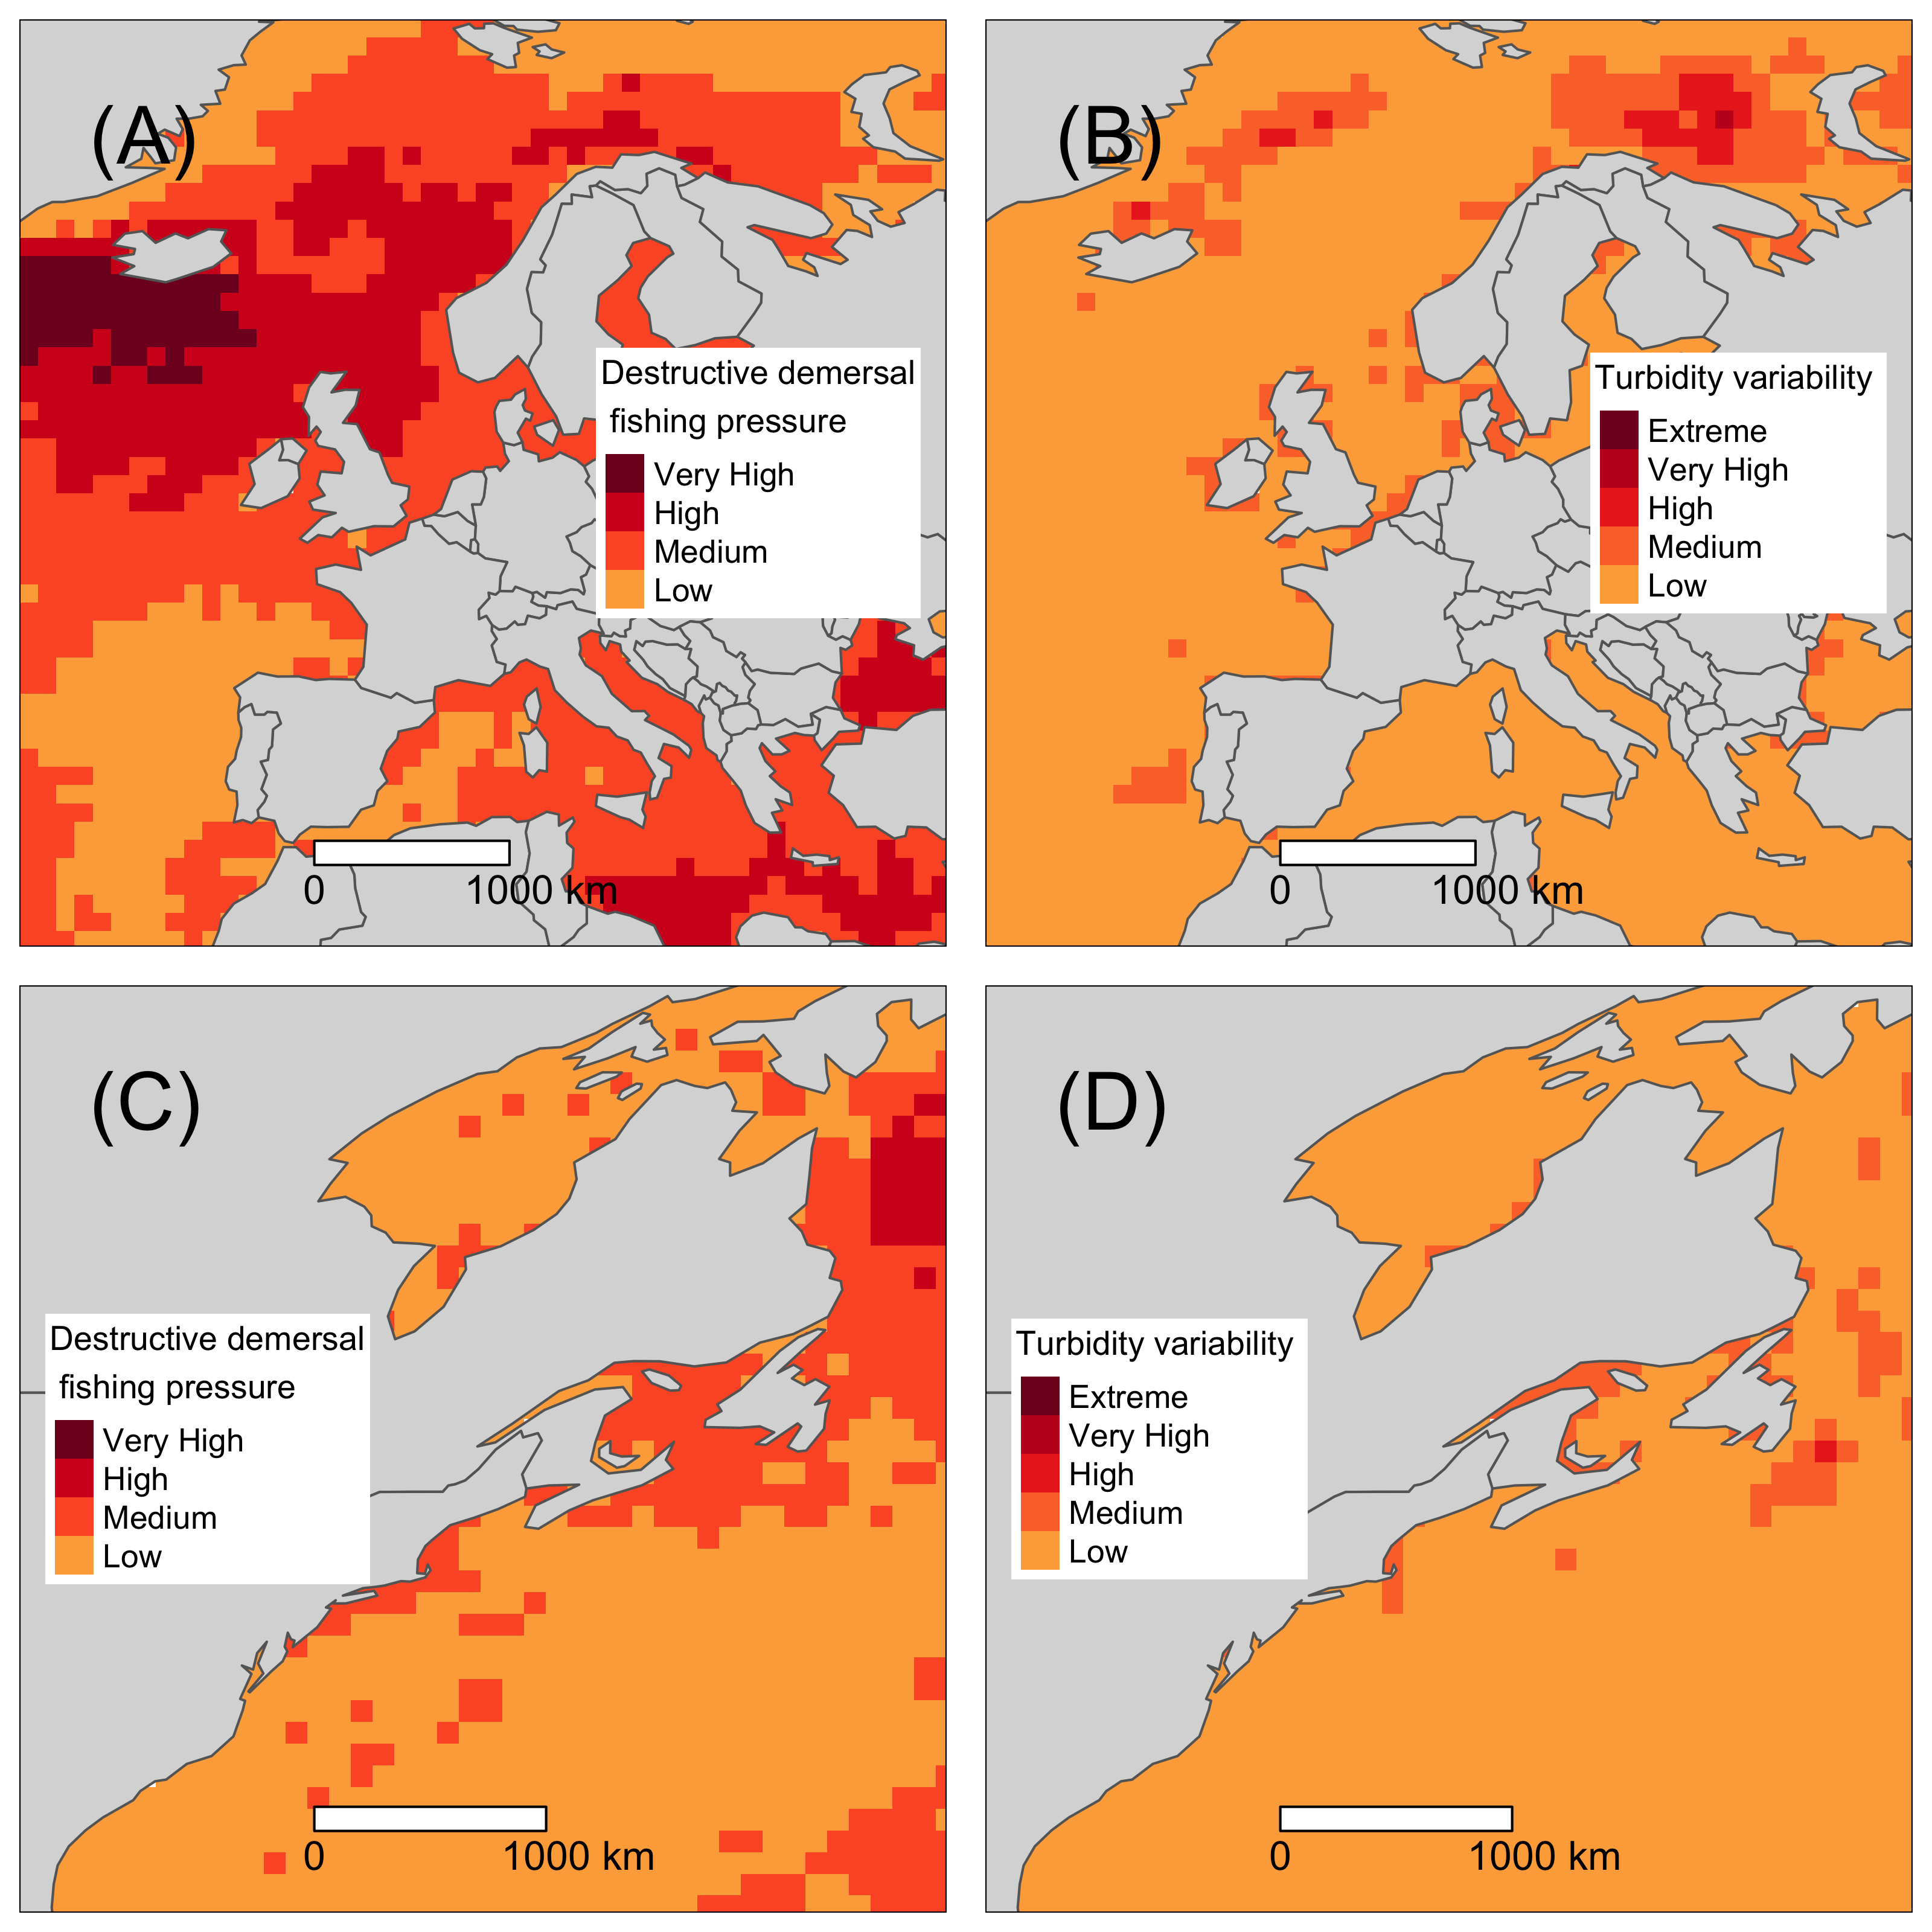 (A)
Destructive demersal
fishing pressure
Very High
High
Medium
Low
0 1000 km
(B)
Turbidity variability
Extreme
Very High
High
Medium
Low
0 1000 km
(C)
Destructive demersal
fishing pressure
Very High
High
Medium
Low
0 1000 km
(D)
Turbidity variability
Extreme
Very High
High
Medium
Low
0 1000 km